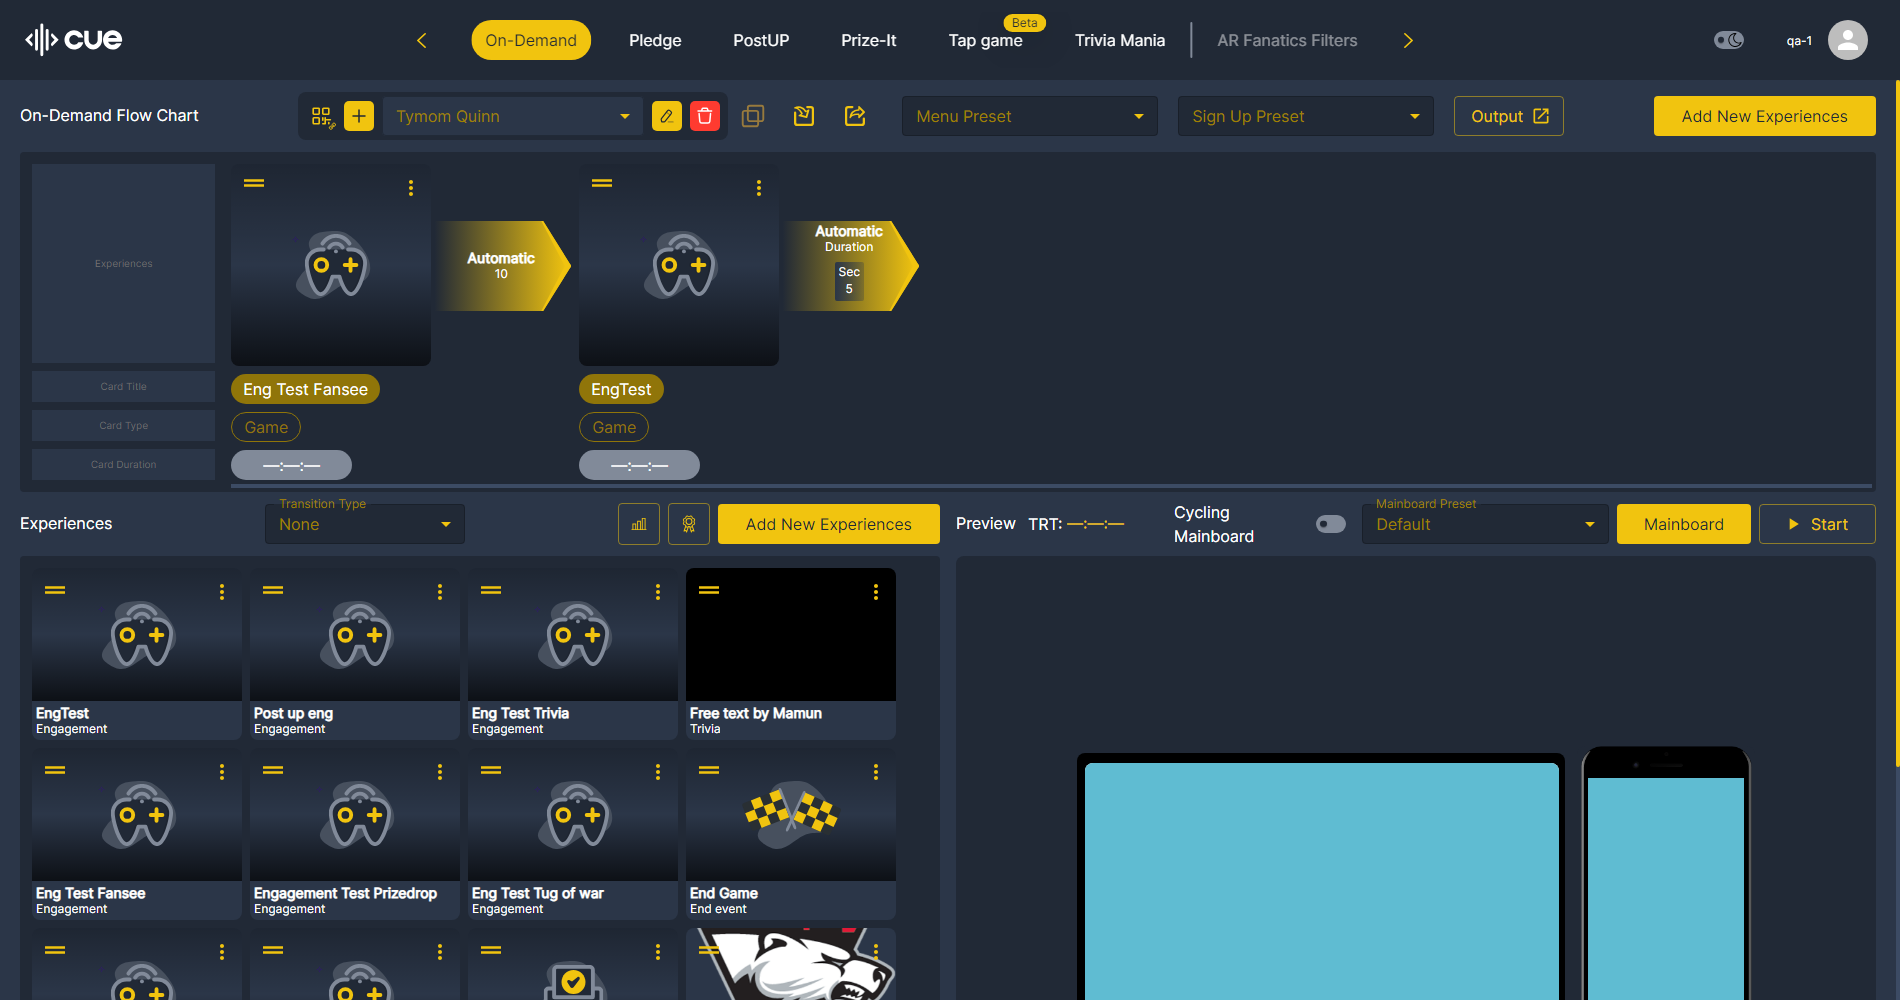 cue
On-Demand
Pledge
PostUP
Prize-It
Tap game
Beta
Trivia Mania
AR Fanatics Filters
qa-1
On-Demand Flow Chart
Tymom Quinn
Menu Preset
Sign Up Preset
Output
Add New Experiences
Experiences
Automatic
10
Automatic
Duration
Sec
5
Card Title
Eng Test Fansee
EngTest
Card Type
Game
Game
Card Duration
—:—:—
—:—:—
Experiences
Transition Type
None
Add New Experiences
Preview
TRT: —:—:—
Cycling
Mainboard
Mainboard Preset
Default
Mainboard
Start
EngTest
Engagement
Post up eng
Engagement
Eng Test Trivia
Engagement
Free text by Mamun
Trivia
Eng Test Fansee
Engagement
Engagement Test Prizedrop
Engagement
Eng Test Tug of war
Engagement
End Game
End event